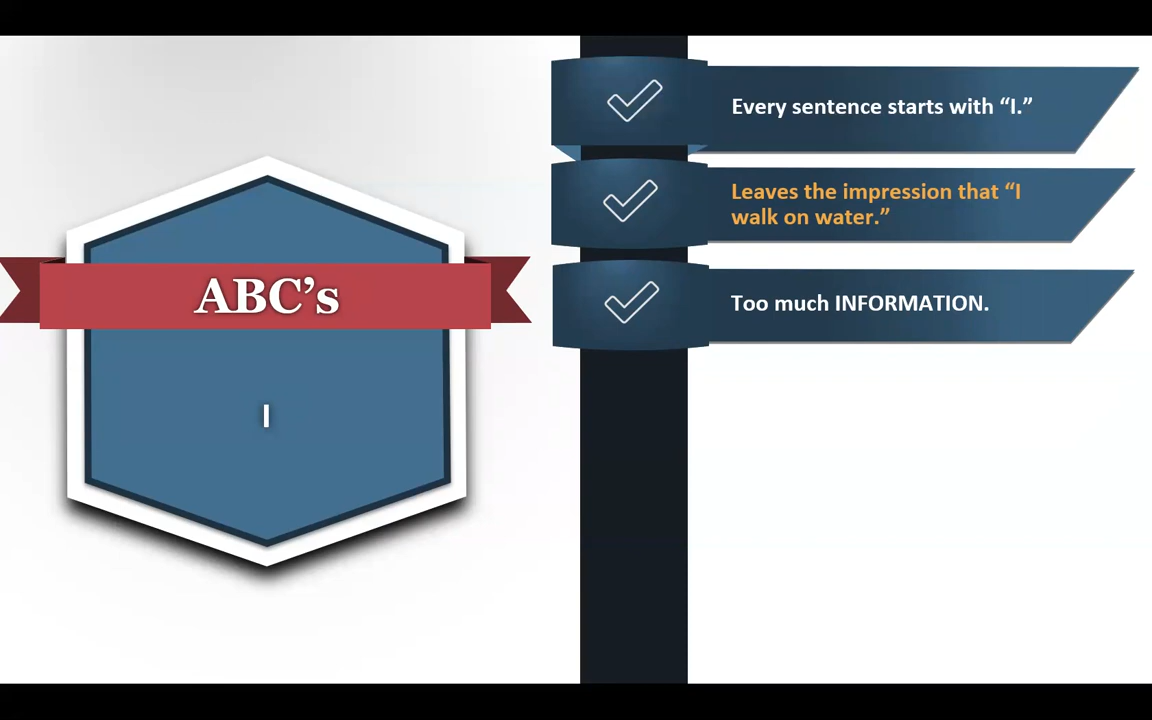 ABC’s
I
Every sentence starts with “I.”
Leaves the impression that “I
walk on water.”
Too much INFORMATION.